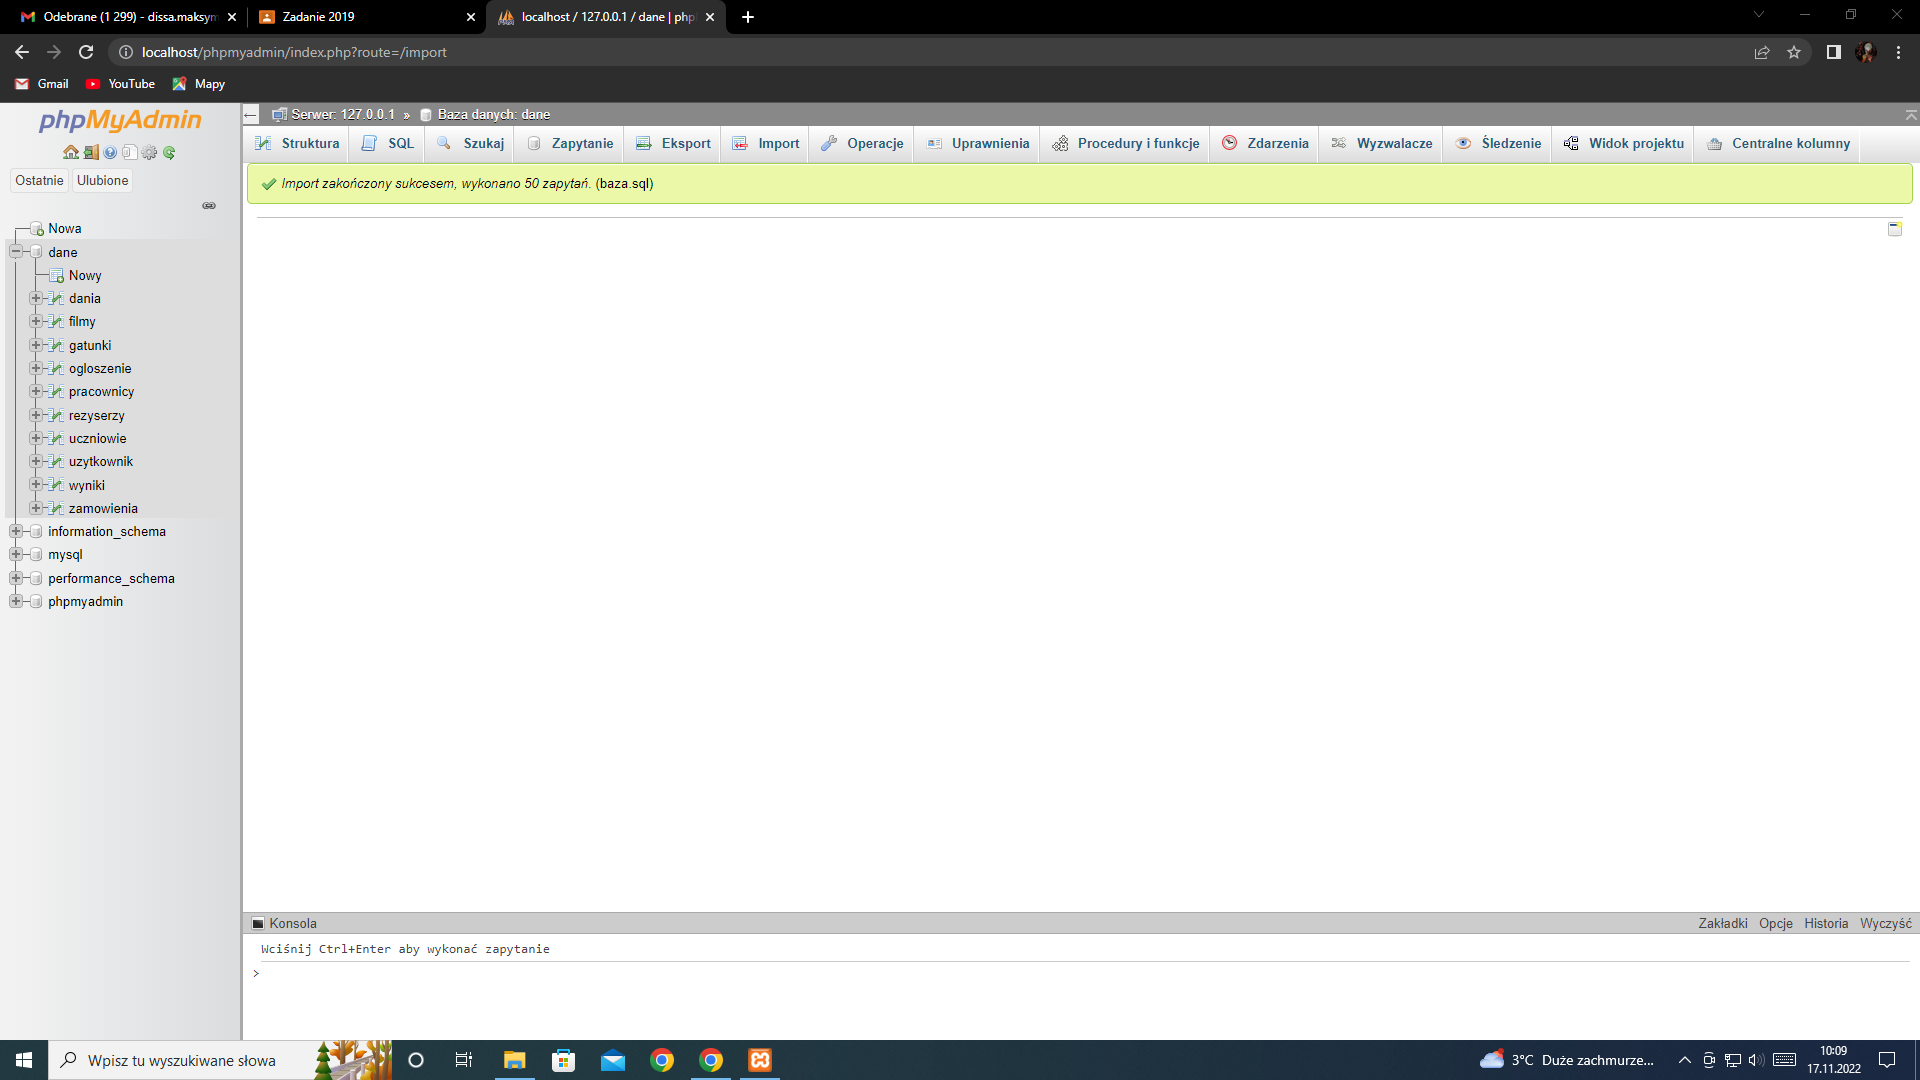 Odebrane (1 299) - dissa.maksym
Zadanie 2019
localhost / 127.0.0.1 / dane | php
localhost/phpmyadmin/index.php?route=/import
Gmail
YouTube
Mapy
phpMyAdmin
Ostatnie
Ulubione
Nowa
dane
Nowy
dania
filmy
gatunki
ogloszenie
pracownicy
rezyserzy
uczniowie
uzytkownik
wyniki
zamowienia
information_schema
mysql
performance_schema
phpmyadmin
Serwer: 127.0.0.1 » Baza danych: dane
Struktura
SQL
Szukaj
Zapytanie
Eksport
Import
Operacje
Uprawnienia
Procedury i funkcje
Zdarzenia
Wyzwalacze
Śledzenie
Widok projektu
Centralne kolumny
Import zakończony sukcesem, wykonano 50 zapytań. (baza.sql)
Konsola
Zakładki
Opcje
Historia
Wyczyść
Wciśnij Ctrl+Enter aby wykonać zapytanie
>
Wpisz tu wyszukiwane słowa
3°C Duże zachmurze...
10:09
17.11.2022